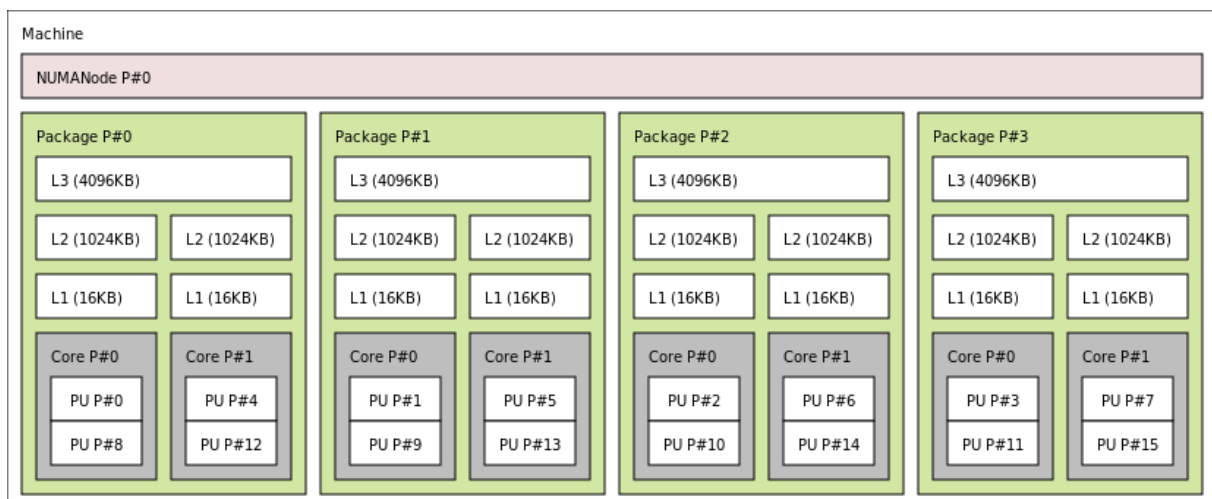 Machine
NUMANode P#0
Package P#0
L3 (4096KB)
L2 (1024KB) L2 (1024KB)
L1 (16KB) L1 (16KB)
Core P#0 Core P#1
PU P#0 PU P#4
PU P#8 PU P#12
Package P#1
L3 (4096KB)
L2 (1024KB) L2 (1024KB)
L1 (16KB) L1 (16KB)
Core P#0 Core P#1
PU P#1 PU P#5
PU P#9 PU P#13
Package P#2
L3 (4096KB)
L2 (1024KB) L2 (1024KB)
L1 (16KB) L1 (16KB)
Core P#0 Core P#1
PU P#2 PU P#6
PU P#10 PU P#14
Package P#3
L3 (4096KB)
L2 (1024KB) L2 (1024KB)
L1 (16KB) L1 (16KB)
Core P#0 Core P#1
PU P#3 PU P#7
PU P#11 PU P#15